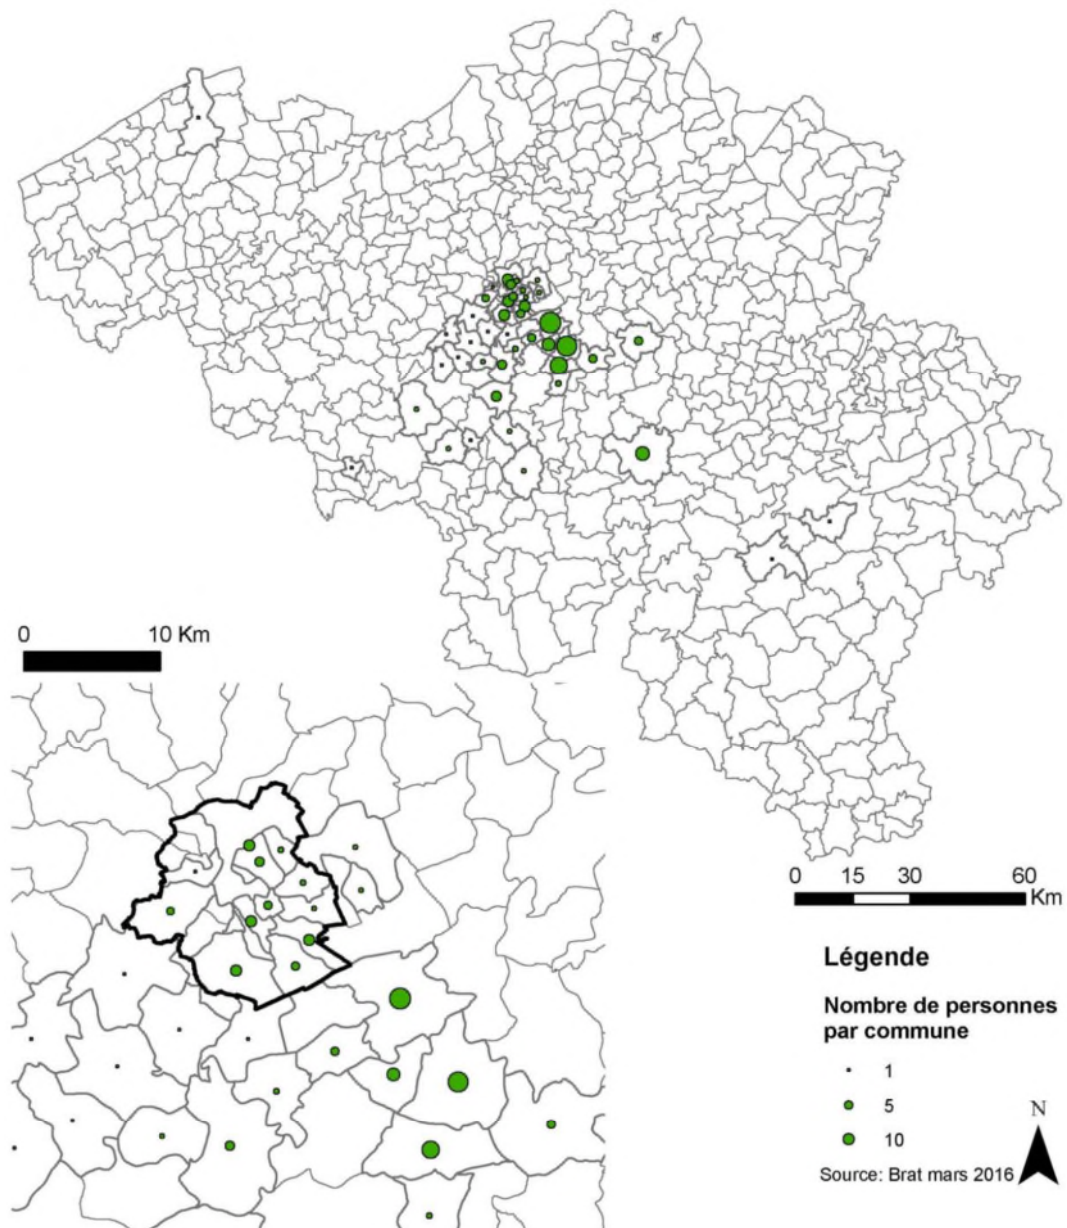 0 10 Km
0 15 30 60
Km
Légende
Nombre de personnes
par commune
1
5
10
N
Source: Brat mars 2016